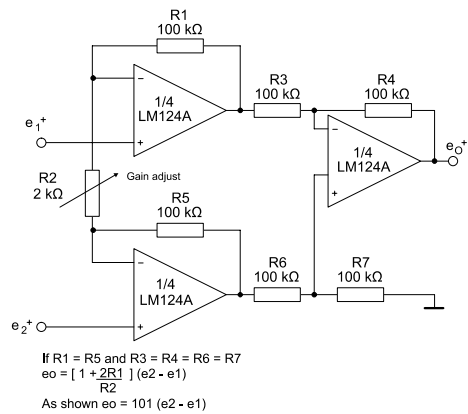 R1
100 kΩ
R3
100 kΩ
R4
100 kΩ
1/4
LM124A
e1+
1/4
LM124A
eO+
R2
2 kΩ
Gain adjust
R5
100 kΩ
1/4
LM124A
R6
100 kΩ
R7
100 kΩ
e2+
If R1 = R5 and R3 = R4 = R6 = R7
eo = [ 1 + 2R1/R2 ] (e2 - e1)
As shown eo = 101 (e2 - e1)